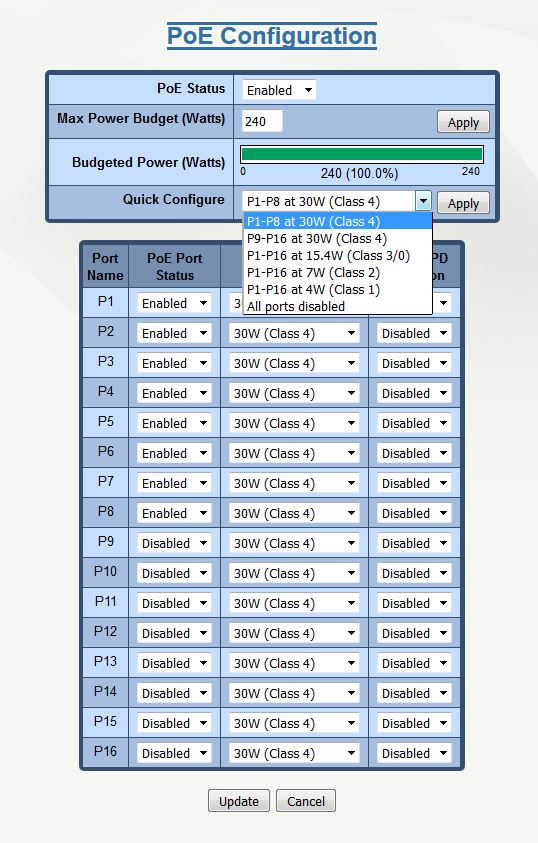 PoE Configuration
PoE Status Enabled
Max Power Budget (Watts) 240 Apply
Budgeted Power (Watts) 0 240 (100.0%) 240
Quick Configure P1-P8 at 30W (Class 4) Apply
P1-P8 at 30W (Class 4)
P9-P16 at 30W (Class 4)
P1-P16 at 15.4W (Class 3/0)
P1-P16 at 7W (Class 2)
P1-P16 at 4W (Class 1)
All ports disabled
Port Name PoE Port Status PD
P1 Enabled
P2 Enabled 30W (Class 4) Disabled
P3 Enabled 30W (Class 4) Disabled
P4 Enabled 30W (Class 4) Disabled
P5 Enabled 30W (Class 4) Disabled
P6 Enabled 30W (Class 4) Disabled
P7 Enabled 30W (Class 4) Disabled
P8 Enabled 30W (Class 4) Disabled
P9 Disabled 30W (Class 4) Disabled
P10 Disabled 30W (Class 4) Disabled
P11 Disabled 30W (Class 4) Disabled
P12 Disabled 30W (Class 4) Disabled
P13 Disabled 30W (Class 4) Disabled
P14 Disabled 30W (Class 4) Disabled
P15 Disabled 30W (Class 4) Disabled
P16 Disabled 30W (Class 4) Disabled
Update Cancel